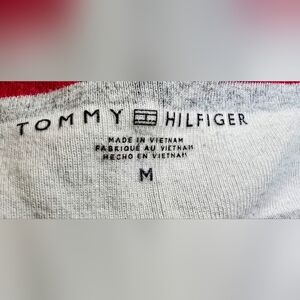 TOMMY HILFIGER
MADE IN VIETNAM
FABRIQUÉ AU VIETNAM
HECHO EN VIETNAM
M